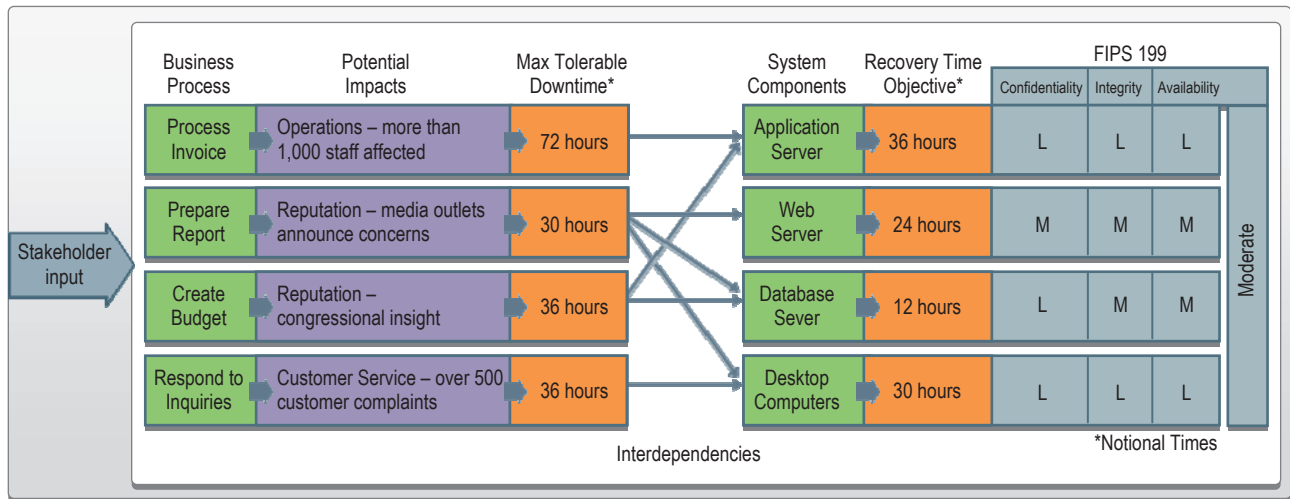 Stakeholder
input
Business
Process
Potential
Impacts
Max Tolerable
Downtime*
System
Components
Recovery Time
Objective*
FIPS 199
Confidentiality
Integrity
Availability
Process
Invoice
Operations – more than
1,000 staff affected
72 hours
Application
Server
36 hours
L
L
L
Prepare
Report
Reputation – media outlets
announce concerns
30 hours
Web
Server
24 hours
M
M
M
Create
Budget
Reputation –
congressional insight
36 hours
Database
Sever
12 hours
L
M
M
Respond to
Inquiries
Customer Service – over 500
customer complaints
36 hours
Desktop
Computers
30 hours
L
L
L
Moderate
Interdependencies
*Notional Times